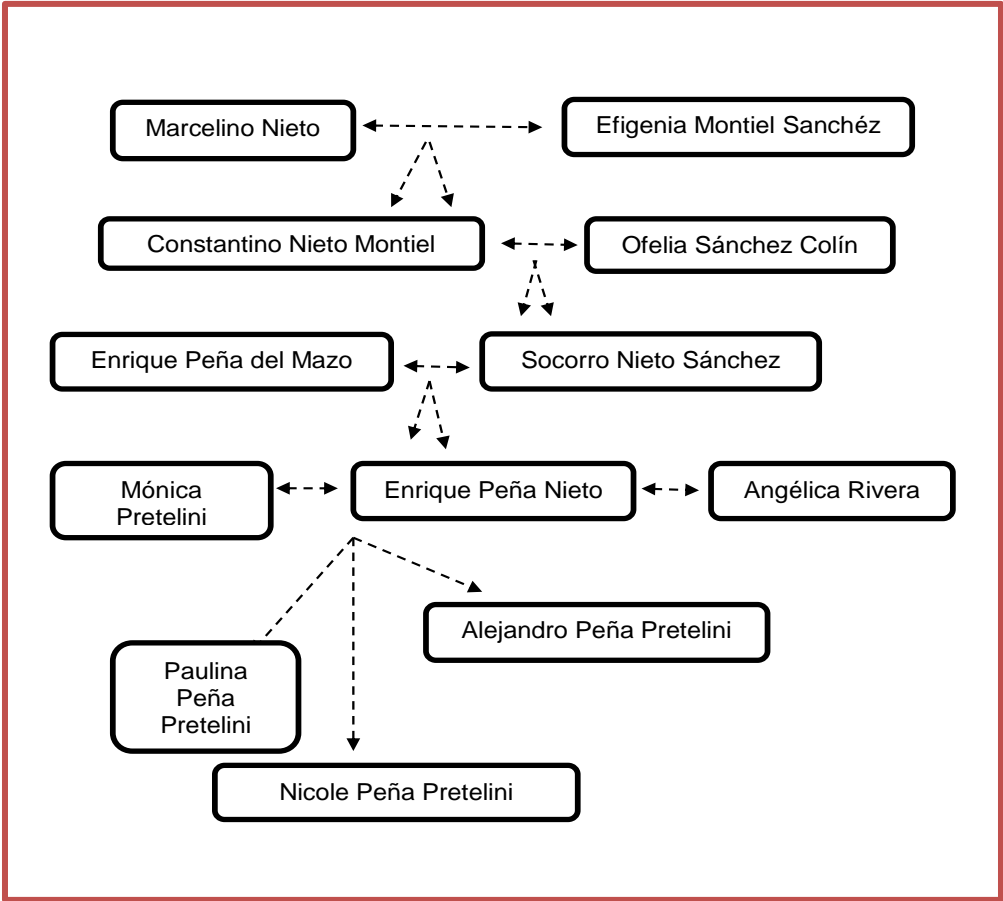 Marcelino Nieto
Efigenia Montiel Sanchéz
Constantino Nieto Montiel
Ofelia Sánchez Colín
Enrique Peña del Mazo
Socorro Nieto Sánchez
Mónica
Pretelini
Enrique Peña Nieto
Angélica Rivera
Alejandro Peña Pretelini
Paulina
Peña
Pretelini
Nicole Peña Pretelini